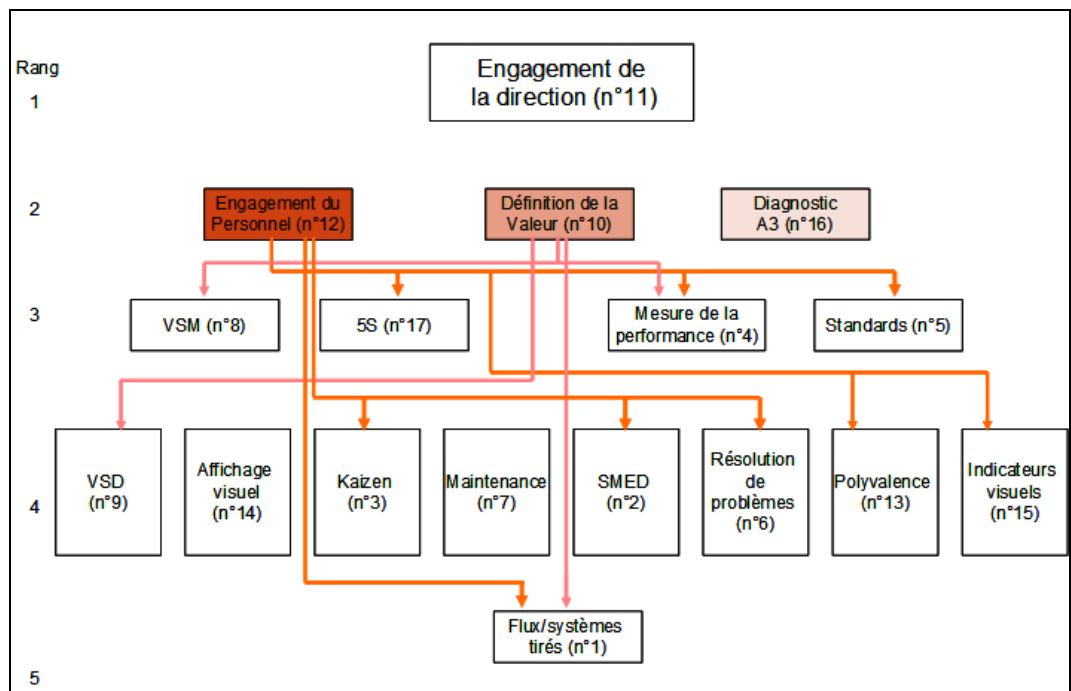 Rang
1
Engagement de
la direction (n°11)
2
Engagement du
Personnel (n°12)
Définition de la
Valeur (n°10)
Diagnostic
A3 (n°16)
3
VSM (n°8)
5S (n°17)
Mesure de la
performance (n°4)
Standards (n°5)
4
VSD
(n°9)
Affichage
visuel
(n°14)
Kaizen
(n°3)
Maintenance
(n°7)
SMED
(n°2)
Résolution
de
problèmes
(n°6)
Polyvalence
(n°13)
Indicateurs
visuels
(n°15)
Flux/systèmes
tirés (n°1)
5